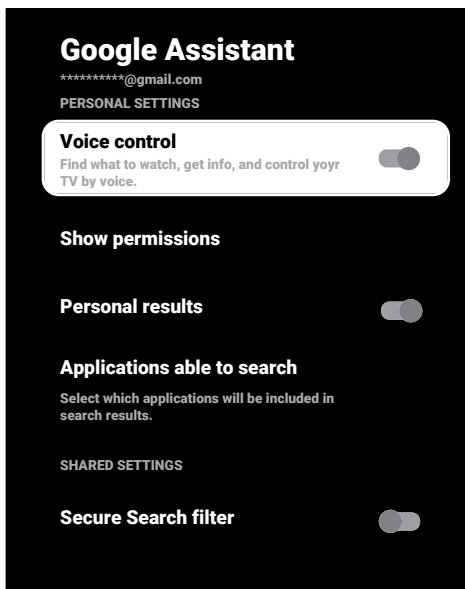 Google Assistant
**********@gmail.com
PERSONAL SETTINGS
Voice control
Find what to watch, get info, and control yoyr
TV by voice.
Show permissions
Personal results
Applications able to search
Select which applications will be included in
search results.
SHARED SETTINGS
Secure Search filter